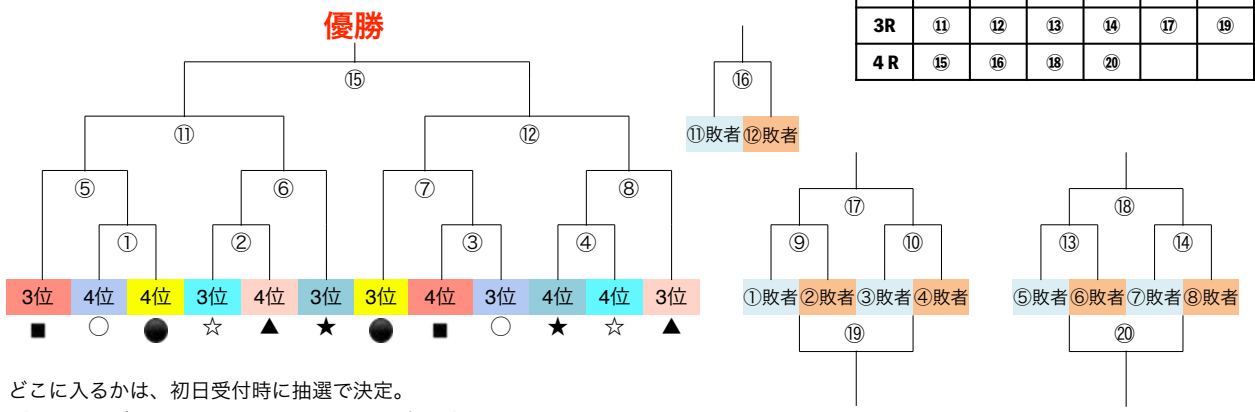 優勝
⑮
⑯
3R ⑪ ⑫ ⑬ ⑭ ⑰ ⑲
4R ⑮ ⑯ ⑱ ⑳
⑪ ⑫
⑪敗者 ⑫敗者
⑤ ⑥ ⑦ ⑧
⑰ ⑱
① ② ③ ④
⑨ ⑩ ⑬ ⑭
3位 4位 4位 3位 4位 3位 3位 4位 3位 4位 4位 3位
①敗者 ②敗者 ③敗者 ④敗者
⑤敗者 ⑥敗者 ⑦敗者 ⑧敗者
■ ○ ● ☆ ▲ ★ ● ■ ○ ★ ☆ ▲
⑲ ⑳
どこに入るかは、初日受付時に抽選で決定。